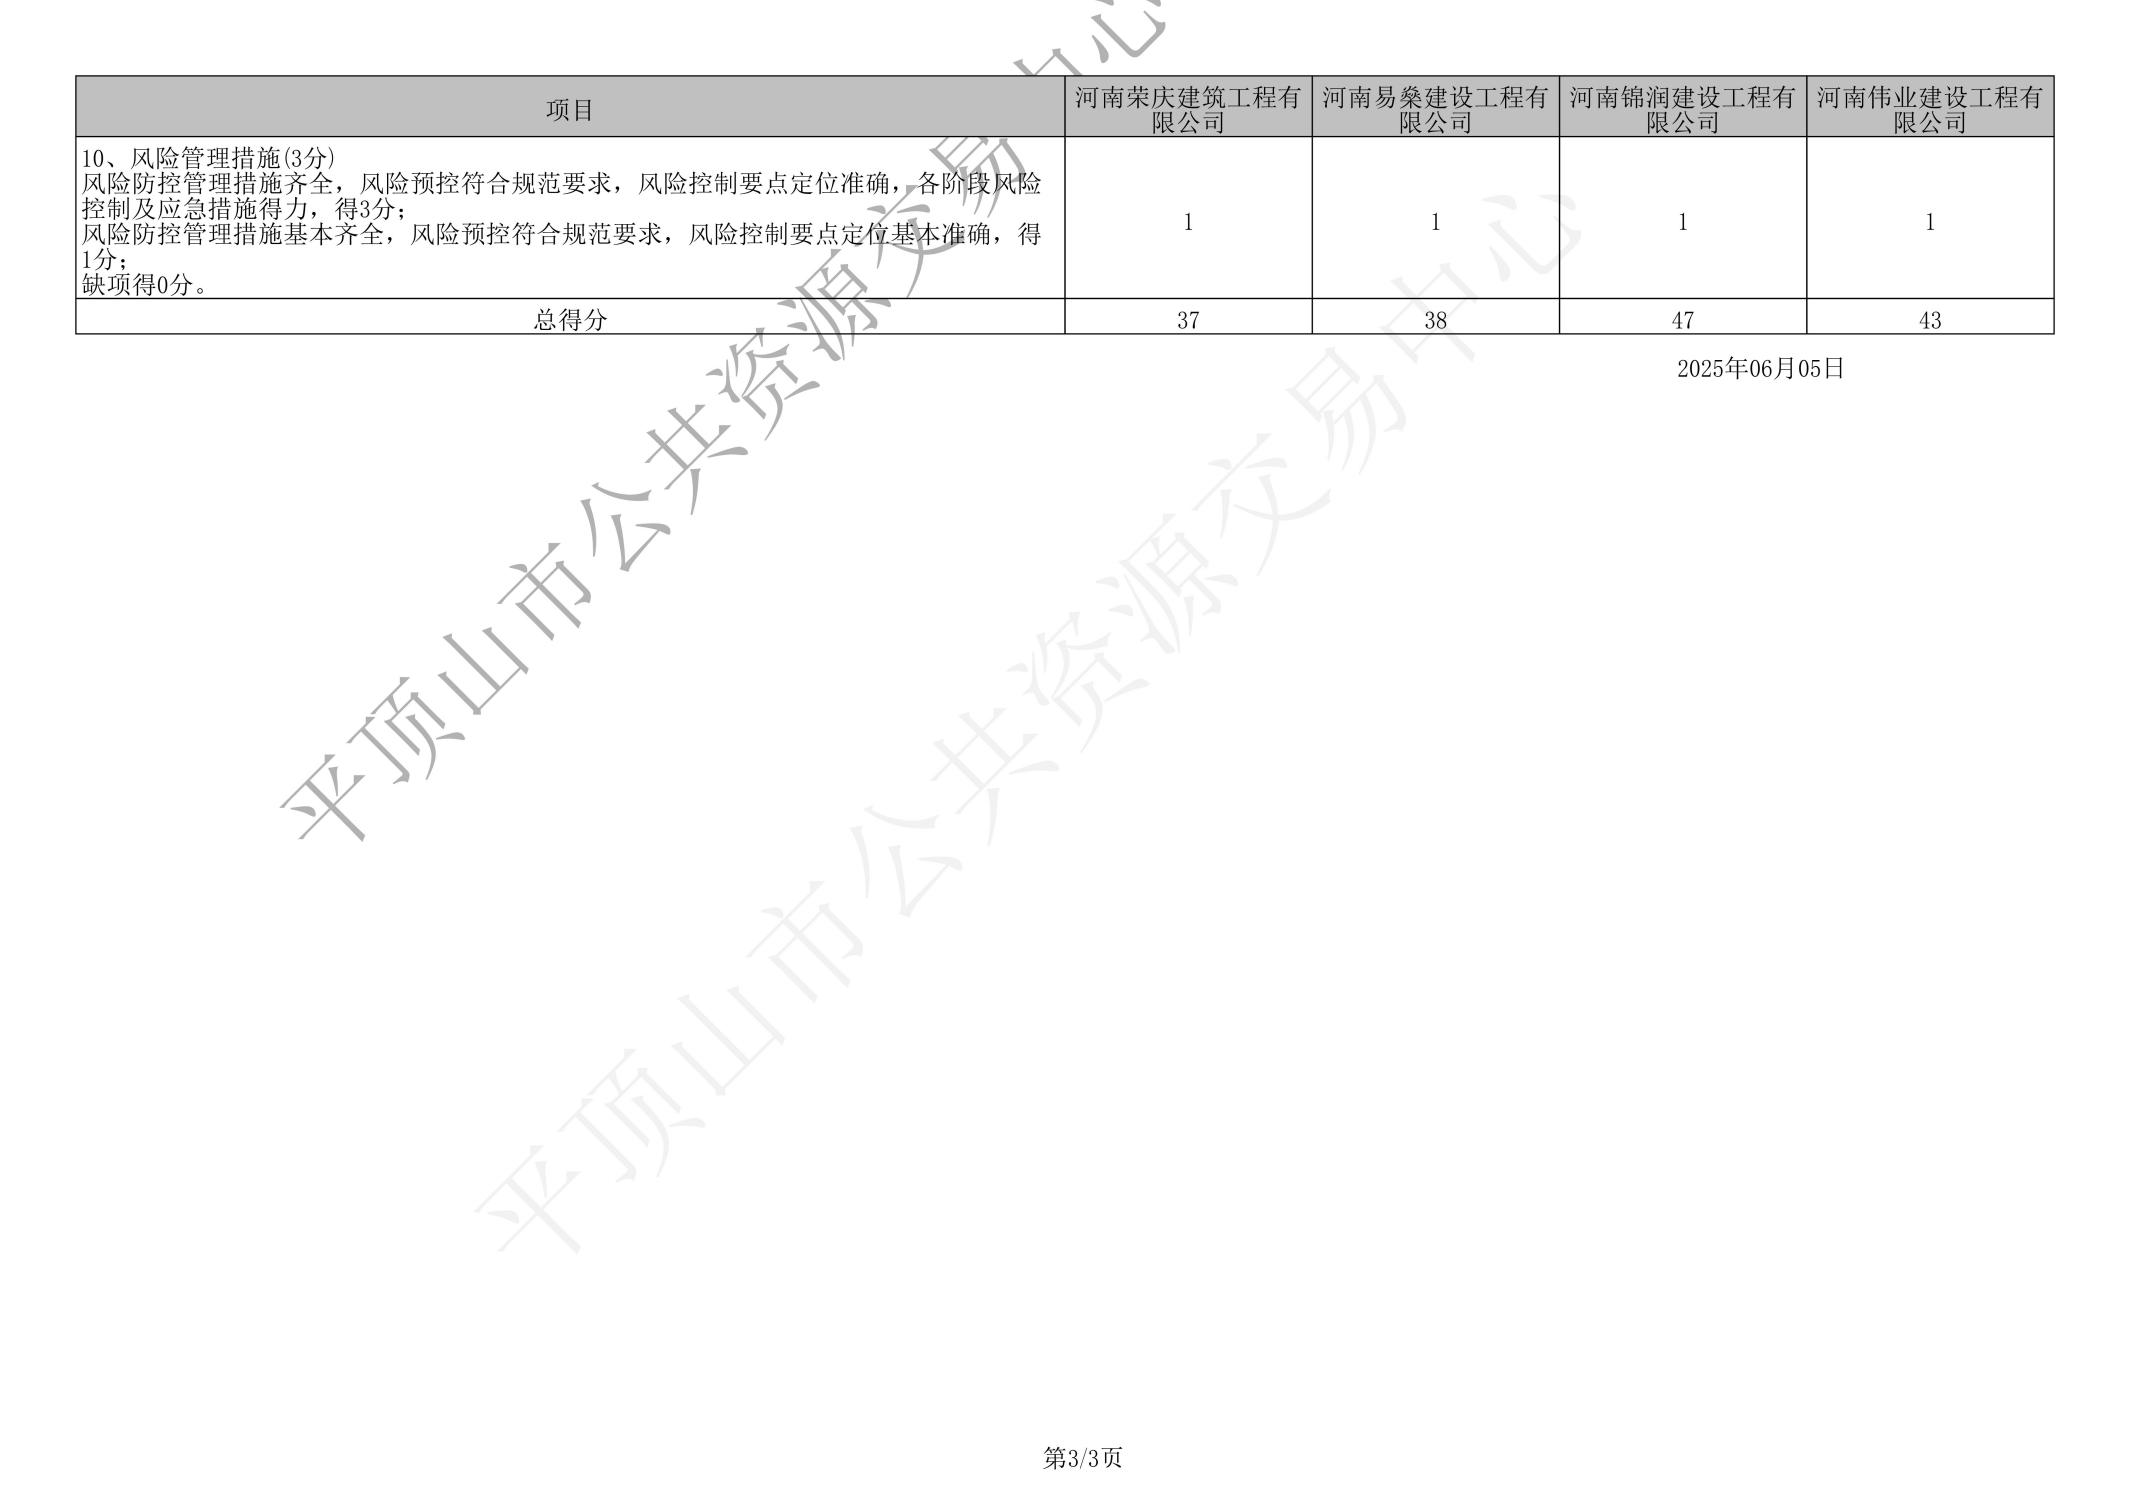 项目
河南荣庆建筑工程有
限公司
河南易燊建设工程有
限公司
河南锦润建设工程有
限公司
河南伟业建设工程有
限公司
10、风险管理措施(3分)
风险防控管理措施齐全，风险预控符合规范要求，风险控制要点定位准确，各阶段风险
控制及应急措施得力，得3分；
风险防控管理措施基本齐全，风险预控符合规范要求，风险控制要点定位基本准确，得
1分；
缺项得0分。
1
1
1
1
总得分
37
38
47
43
2025年06月05日
平顶山市公共资源交易中心
平顶山市公共资源交易中心
第3/3页